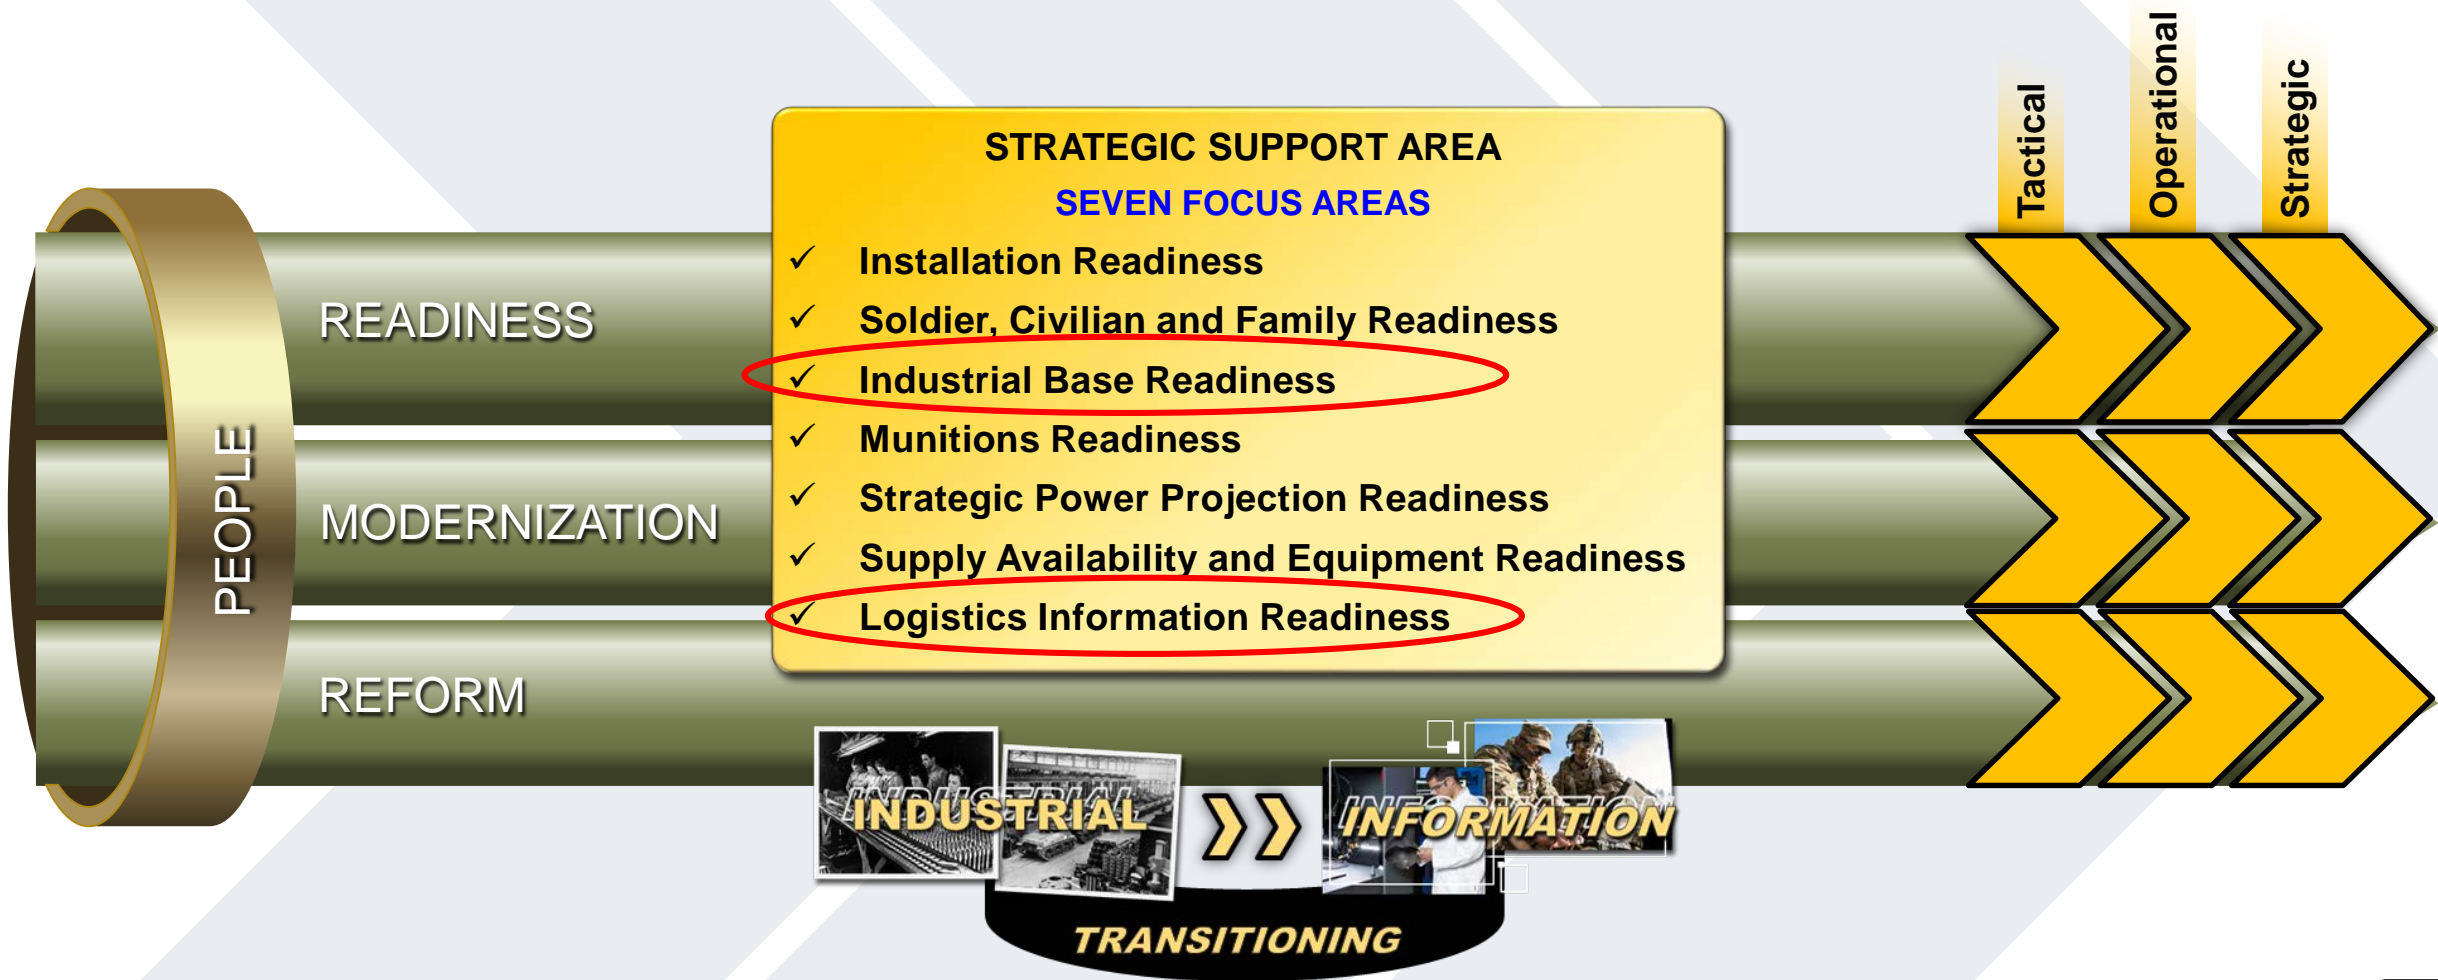 Tactical
Operational
Strategic
STRATEGIC SUPPORT AREA
SEVEN FOCUS AREAS
✓ Installation Readiness
✓ Soldier, Civilian and Family Readiness
✓ Industrial Base Readiness
✓ Munitions Readiness
✓ Strategic Power Projection Readiness
✓ Supply Availability and Equipment Readiness
✓ Logistics Information Readiness
PEOPLE
READINESS
MODERNIZATION
REFORM
INDUSTRIAL
INFORMATION
TRANSITIONING